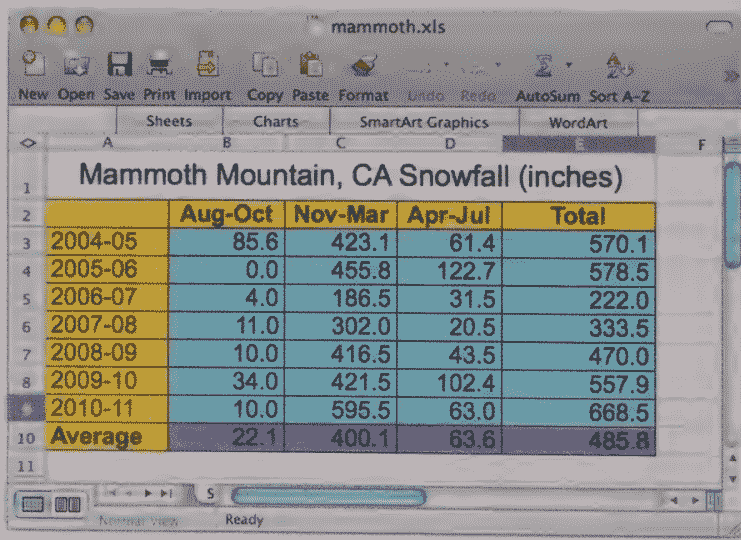 mammoth.xls
New Open Save Print Import Copy Paste Format Undo Redo AutoSum Sort A-Z
Sheets Charts SmartArt Graphics WordArt
A B C D E F
1 Mammoth Mountain, CA Snowfall (inches)
2 Aug-Oct Nov-Mar Apr-Jul Total
3 2004-05 85.6 423.1 61.4 570.1
4 2005-06 0.0 455.8 122.7 578.5
5 2006-07 4.0 186.5 31.5 222.0
6 2007-08 11.0 302.0 20.5 333.5
7 2008-09 10.0 416.5 43.5 470.0
8 2009-10 34.0 421.5 102.4 557.9
9 2010-11 10.0 595.5 63.0 668.5
10 Average 22.1 400.1 63.6 485.8
11
S
Normal View Ready